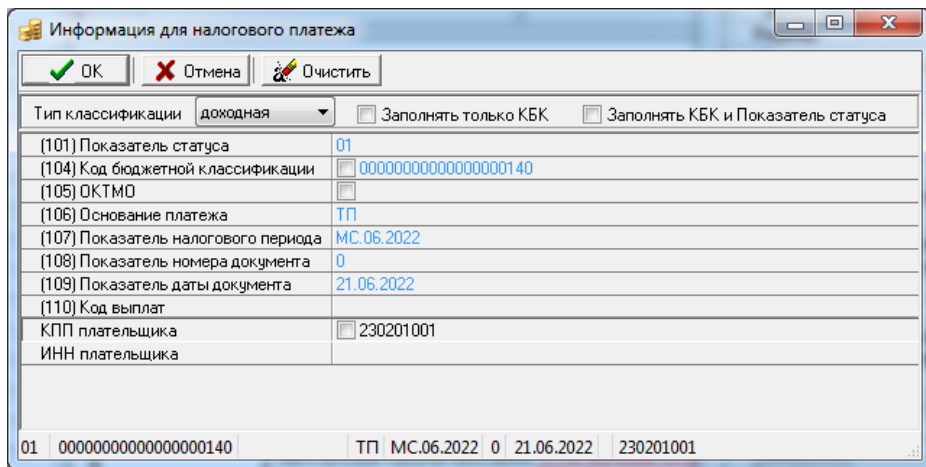 Информация для налогового платежа
OK Отмена Очистить
Тип классификации доходная Заполнять только КБК Заполнять КБК и Показатель статуса
(101) Показатель статуса 01
(104) Код бюджетной классификации 00000000000000000140
(105) ОКТМО
(106) Основание платежа ТП
(107) Показатель налогового периода МС.06.2022
(108) Показатель номера документа 0
(109) Показатель даты документа 21.06.2022
(110) Код выплат
КПП плательщика 230201001
ИНН плательщика
01 00000000000000000140 ТП МС.06.2022 0 21.06.2022 230201001